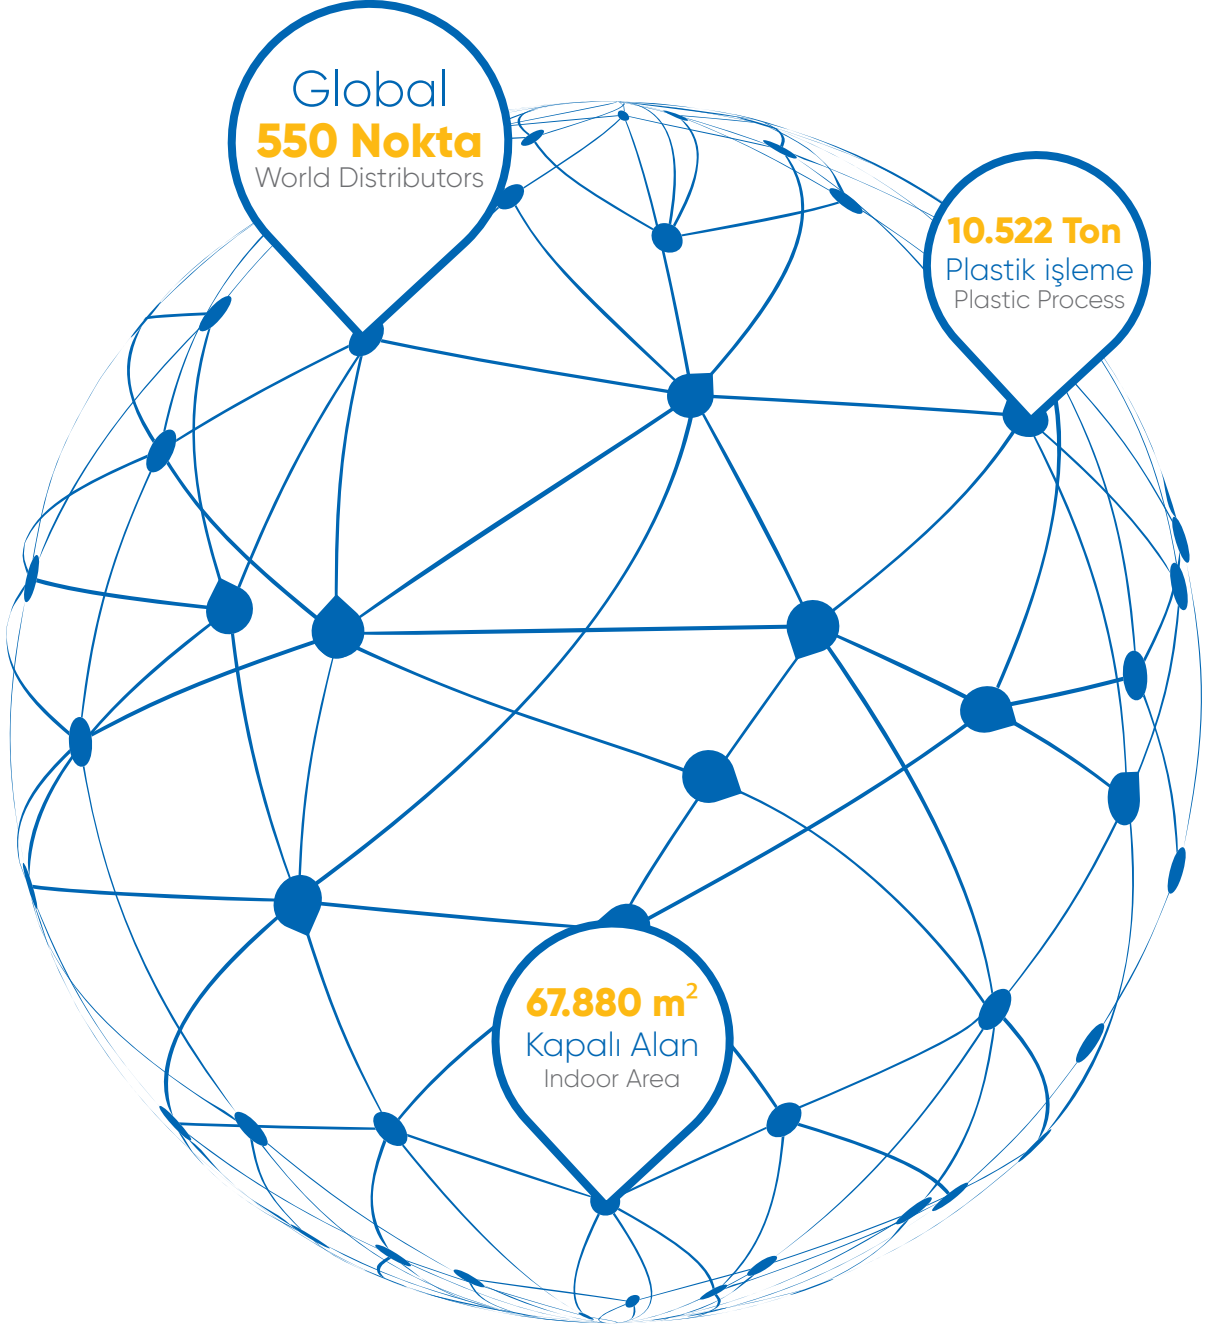 Global
550 Nokta
World Distributors
10.522 Ton
Plastik işleme
Plastic Process
67.880 m²
Kapalı Alan
Indoor Area